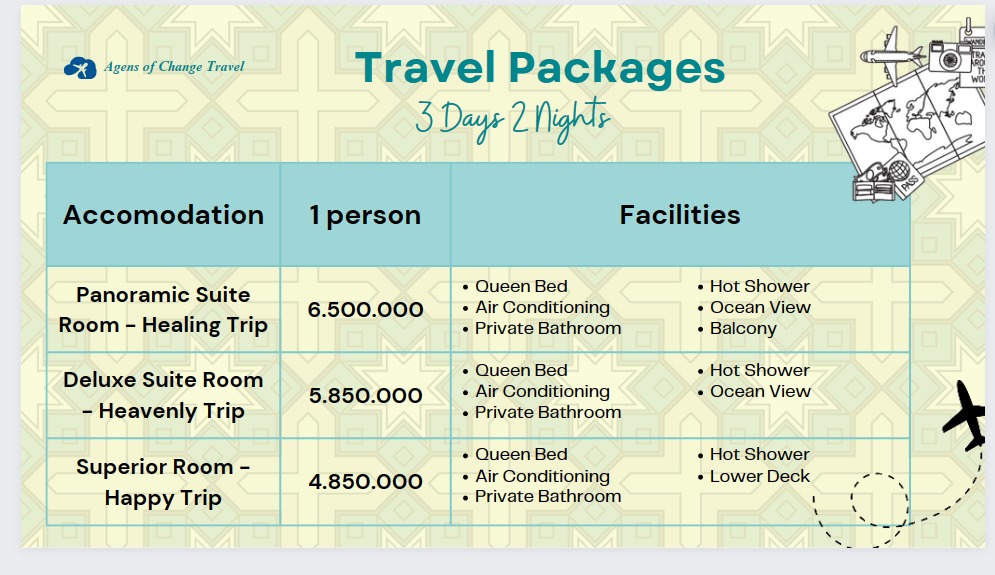 Agens of Change Travel
Travel Packages
3 Days 2 Nights
Accomodation
1 person
Facilities
Panoramic Suite
Room - Healing Trip
6.500.000
• Queen Bed
• Air Conditioning
• Private Bathroom
• Hot Shower
• Ocean View
• Balcony
Deluxe Suite Room
- Heavenly Trip
5.850.000
• Queen Bed
• Air Conditioning
• Private Bathroom
• Hot Shower
• Ocean View
Superior Room -
Happy Trip
4.850.000
• Queen Bed
• Air Conditioning
• Private Bathroom
• Hot Shower
• Lower Deck
PASS